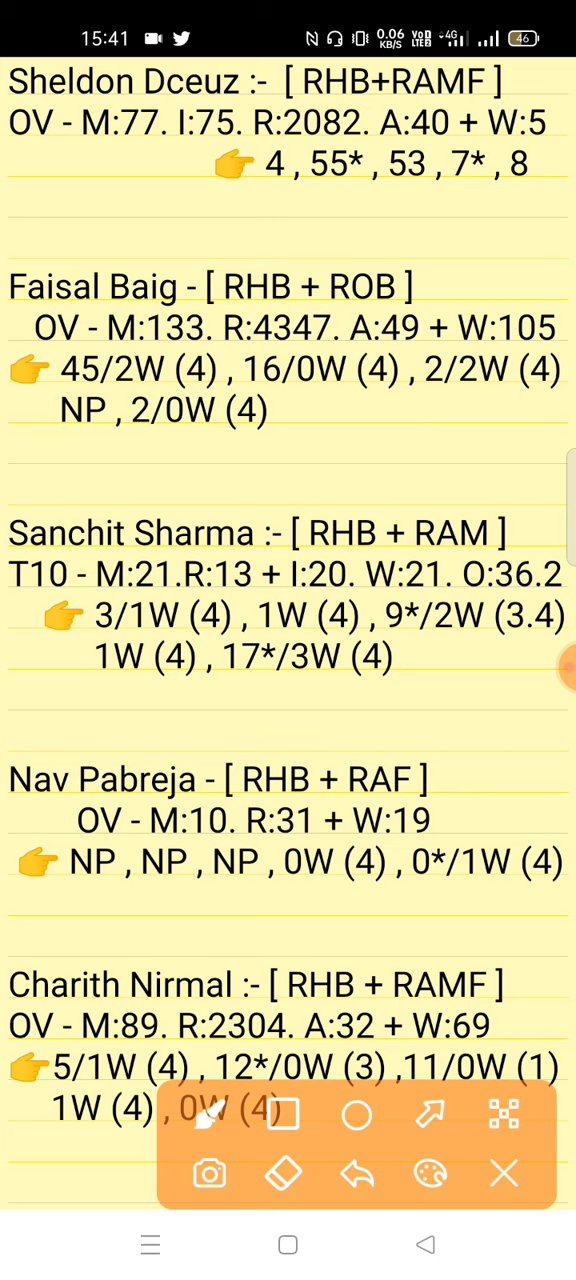 15:41 0.06 KB/S VoD LTE2 4G 46
Sheldon Dceuz :- [ RHB+RAMF ]
OV - M:77. I:75. R:2082. A:40 + W:5
👉 4 , 55* , 53 , 7* , 8
Faisal Baig - [ RHB + ROB ]
OV - M:133. R:4347. A:49 + W:105
👉 45/2W (4) , 16/0W (4) , 2/2W (4)
NP , 2/0W (4)
Sanchit Sharma :- [ RHB + RAM ]
T10 - M:21.R:13 + I:20. W:21. O:36.2
👉 3/1W (4) , 1W (4) , 9*/2W (3.4)
1W (4) , 17*/3W (4)
Nav Pabreja - [ RHB + RAF ]
OV - M:10. R:31 + W:19
👉 NP , NP , NP , 0W (4) , 0*/1W (4)
Charith Nirmal :- [ RHB + RAMF ]
OV - M:89. R:2304. A:32 + W:69
👉5/1W (4) , 12*/0W (3) ,11/0W (1)
1W (4) , 0W (4)